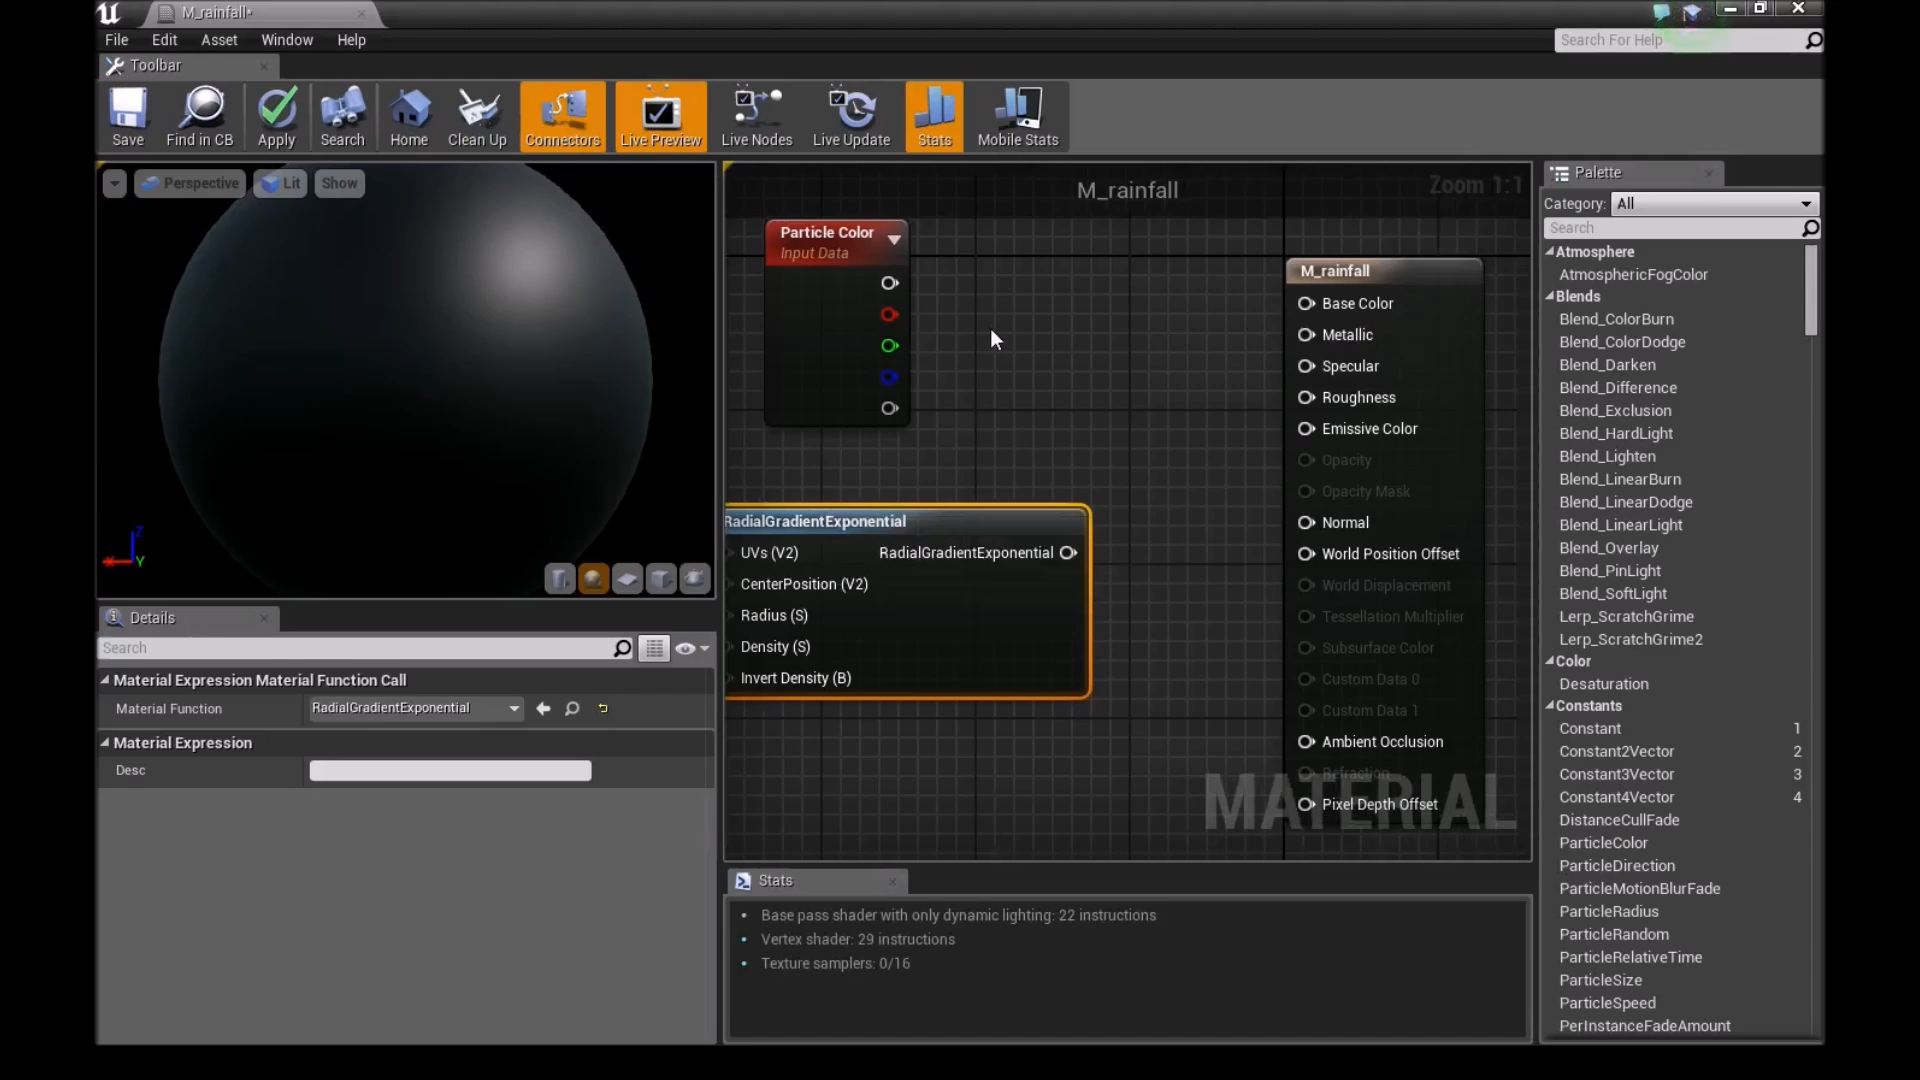 M_rainfall*
File Edit Asset Window Help
Search For Help
Toolbar
Save Find in CB Apply Search Home Clean Up Connectors Live Preview Live Nodes Live Update Stats Mobile Stats
Perspective Lit Show
M_rainfall
Zoom 1:1
Particle Color
Input Data
M_rainfall
Base Color
Metallic
Specular
Roughness
Emissive Color
Opacity
Opacity Mask
Normal
World Position Offset
World Displacement
Tessellation Multiplier
Subsurface Color
Custom Data 0
Custom Data 1
Ambient Occlusion
Refraction
Pixel Depth Offset
MATERIAL
RadialGradientExponential
UVs (V2) RadialGradientExponential
CenterPosition (V2)
Radius (S)
Density (S)
Invert Density (B)
Z
X Y
Details
Search
Material Expression Material Function Call
Material Function RadialGradientExponential
Material Expression
Desc
Stats
Base pass shader with only dynamic lighting: 22 instructions
Vertex shader: 29 instructions
Texture samplers: 0/16
Palette
Category: All
Search
Atmosphere
AtmosphericFogColor
Blends
Blend_ColorBurn
Blend_ColorDodge
Blend_Darken
Blend_Difference
Blend_Exclusion
Blend_HardLight
Blend_Lighten
Blend_LinearBurn
Blend_LinearDodge
Blend_LinearLight
Blend_Overlay
Blend_PinLight
Blend_SoftLight
Lerp_ScratchGrime
Lerp_ScratchGrime2
Color
Desaturation
Constants
Constant 1
Constant2Vector 2
Constant3Vector 3
Constant4Vector 4
DistanceCullFade
ParticleColor
ParticleDirection
ParticleMotionBlurFade
ParticleRadius
ParticleRandom
ParticleRelativeTime
ParticleSize
ParticleSpeed
PerInstanceFadeAmount